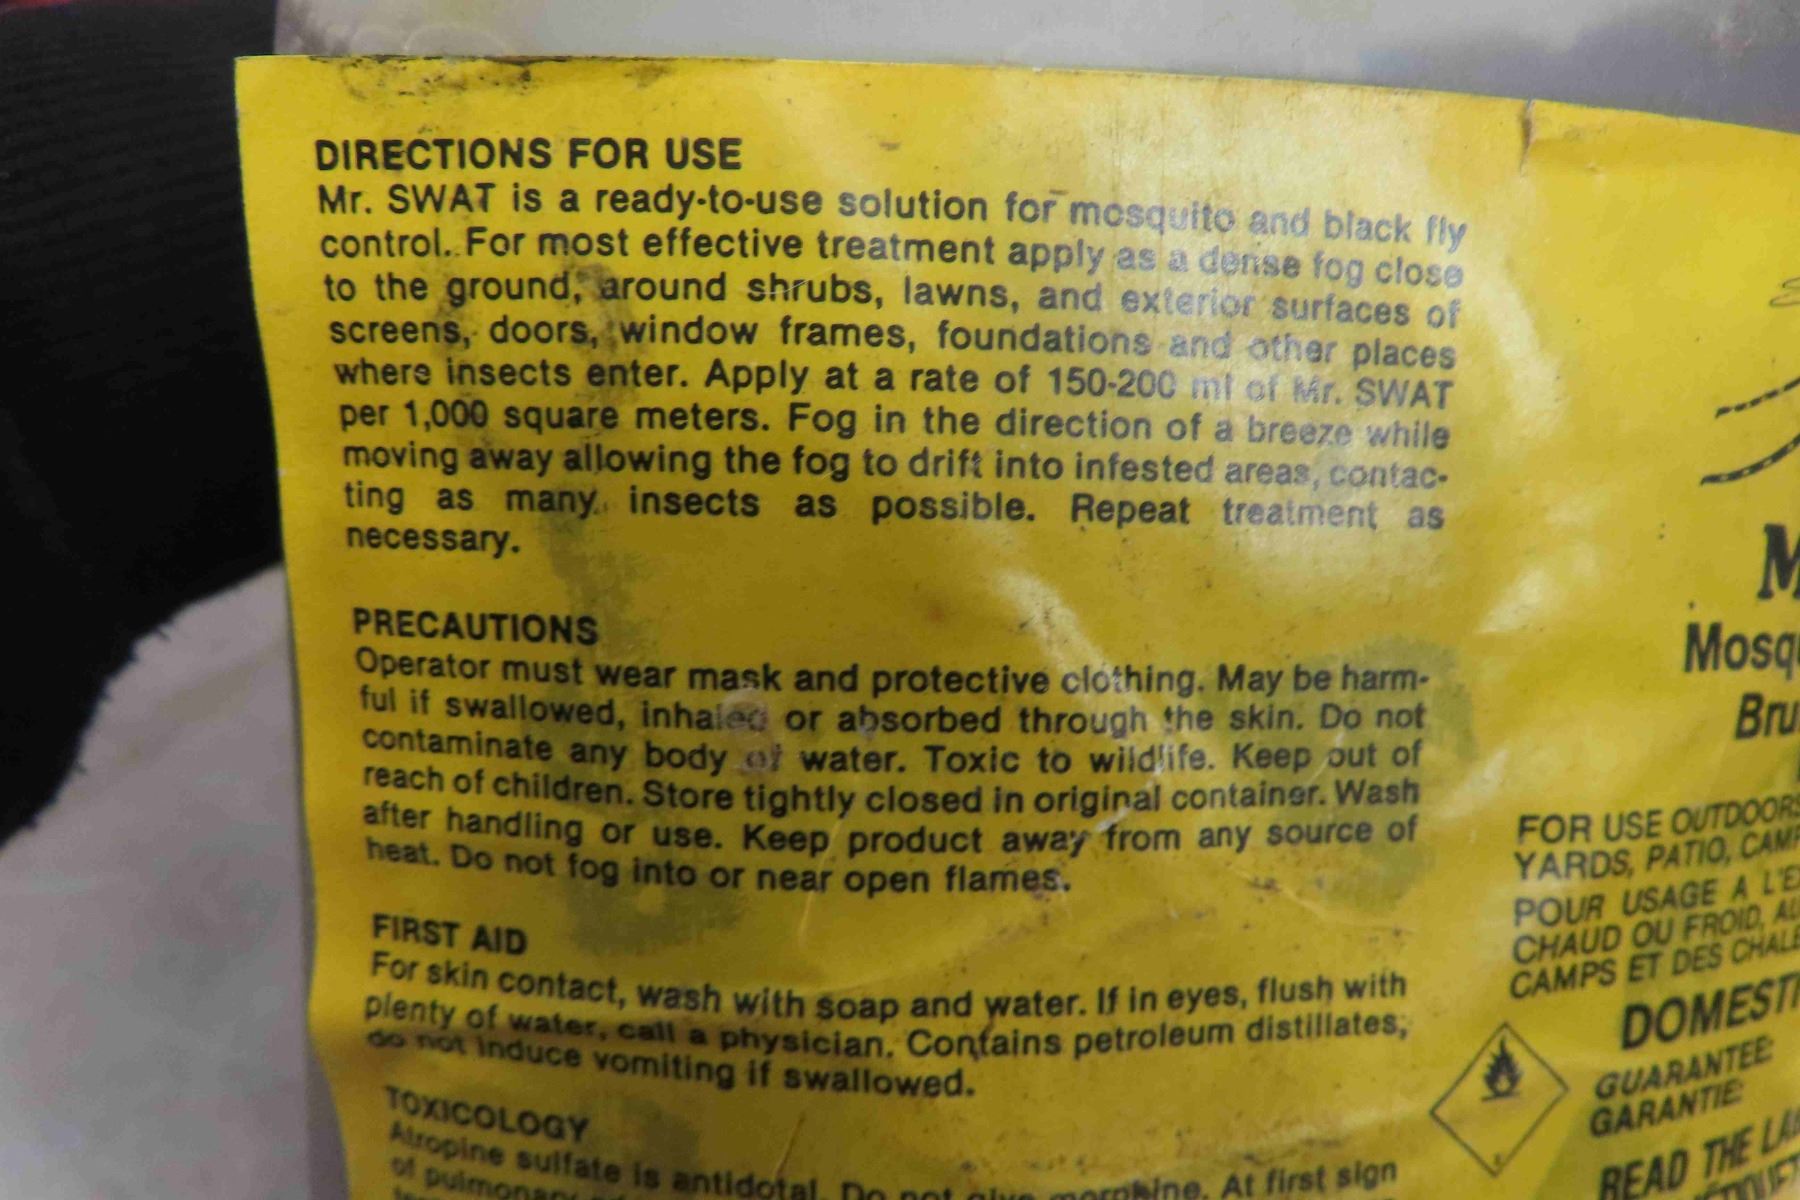 DIRECTIONS FOR USE
Mr. SWAT is a ready-to-use solution for mosquito and black fly
control. For most effective treatment apply as a dense fog close
to the ground, around shrubs, lawns, and exterior surfaces of
screens, doors, window frames, foundations and other places
where insects enter. Apply at a rate of 150-200 ml of Mr. SWAT
per 1,000 square meters. Fog in the direction of a breeze while
moving away allowing the fog to drift into infested areas, contac-
ting as many insects as possible. Repeat treatment as
necessary.
PRECAUTIONS
Operator must wear mask and protective clothing. May be harm-
ful if swallowed, inhaled or absorbed through the skin. Do not
contaminate any body of water. Toxic to wildlife. Keep out of
reach of children. Store tightly closed in original container. Wash
after handling or use. Keep product away from any source of
heat. Do not fog into or near open flames.
FIRST AID
For skin contact, wash with soap and water. If in eyes, flush with
plenty of water, call a physician. Contains petroleum distillates,
do not induce vomiting if swallowed.
TOXICOLOGY
Atropine sulfate is antidotal. Do not give morphine. At first sign
of
M
Mosqu
Bru
FOR USE OUTDOORS
YARDS, PATIO, CAMP
POUR USAGE A L'E
CHAUD OU FROID, AU
CAMPS ET DES CHALE
DOMESTI
GUARANTEE:
GARANTIE:
READ THE LA